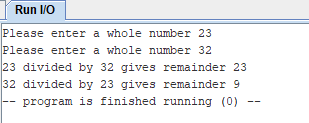 Run I/O
Please enter a whole number 23
Please enter a whole number 32
23 divided by 32 gives remainder 23
32 divided by 23 gives remainder 9
-- program is finished running (0) --